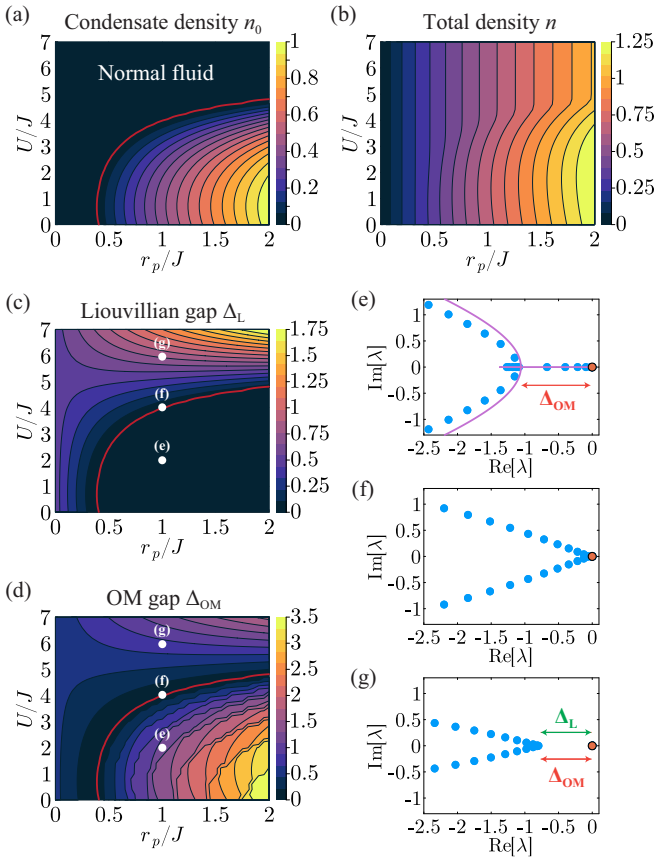 (a) Condensate density n₀
Normal fluid
U/J
7
6
5
4
3
2
1
0
0 0.5 1 1.5 2
r_p/J
1
0.8
0.6
0.4
0.2
0
(b) Total density n
U/J
7
6
5
4
3
2
1
0
0 0.5 1 1.5 2
r_p/J
1.25
1
0.75
0.5
0.25
0
(c) Liouvillian gap Δ_L
(g)
(f)
(e)
U/J
7
6
5
4
3
2
1
0
0 0.5 1 1.5 2
r_p/J
1.75
1.5
1.25
1
0.75
0.5
0.25
0
(d) OM gap Δ_OM
(g)
(f)
(e)
U/J
7
6
5
4
3
2
1
0
0 0.5 1 1.5 2
r_p/J
3.5
3
2.5
2
1.5
1
0.5
0
(e)
Im[λ]
1
0.5
0
-0.5
-1
Δ_OM
-2.5 -2 -1.5 -1 -0.5 0
Re[λ]
(f)
Im[λ]
1
0.5
0
-0.5
-1
-2.5 -2 -1.5 -1 -0.5 0
Re[λ]
(g)
Im[λ]
1
0.5
0
-0.5
-1
Δ_L
Δ_OM
-2.5 -2 -1.5 -1 -0.5 0
Re[λ]